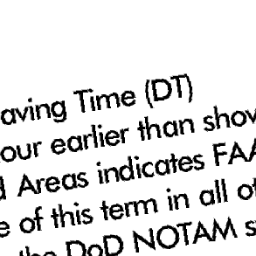 aving Time (DT)
our earlier than show
d Areas indicates FAA
e of this term in all ot
the DoD NOTAM s